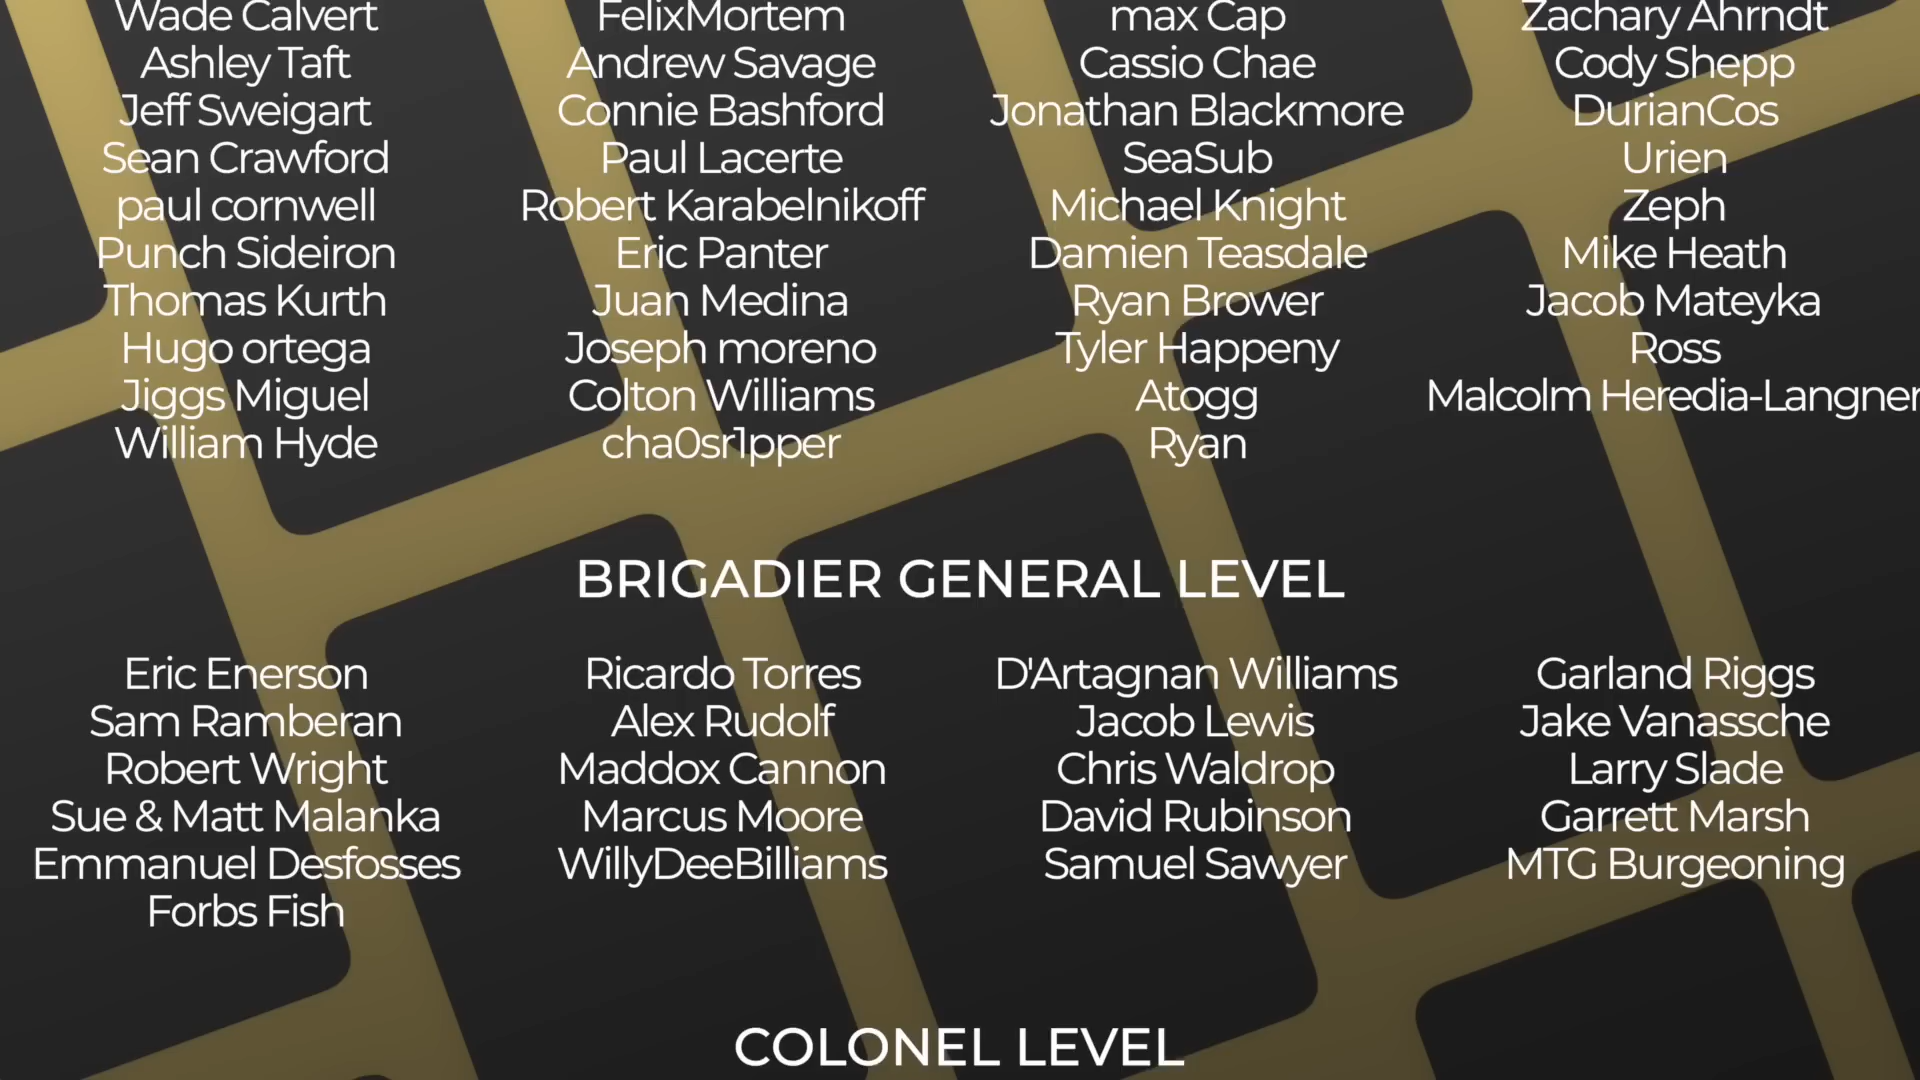 Wade Calvert
Ashley Taft
Jeff Sweigart
Sean Crawford
paul cornwell
Punch Sideiron
Thomas Kurth
Hugo ortega
Jiggs Miguel
William Hyde
FelixMortem
Andrew Savage
Connie Bashford
Paul Lacerte
Robert Karabelnikoff
Eric Panter
Juan Medina
Joseph moreno
Colton Williams
cha0sr1pper
max Cap
Cassio Chae
Jonathan Blackmore
SeaSub
Michael Knight
Damien Teasdale
Ryan Brower
Tyler Happeny
Atogg
Ryan
Zachary Ahrndt
Cody Shepp
DurianCos
Urien
Zeph
Mike Heath
Jacob Mateyka
Ross
Malcolm Heredia-Langner
BRIGADIER GENERAL LEVEL
Eric Enerson
Sam Ramberan
Robert Wright
Sue & Matt Malanka
Emmanuel Desfosses
Forbs Fish
Ricardo Torres
Alex Rudolf
Maddox Cannon
Marcus Moore
WillyDeeBilliams
D'Artagnan Williams
Jacob Lewis
Chris Waldrop
David Rubinson
Samuel Sawyer
Garland Riggs
Jake Vanassche
Larry Slade
Garrett Marsh
MTG Burgeoning
COLONEL LEVEL